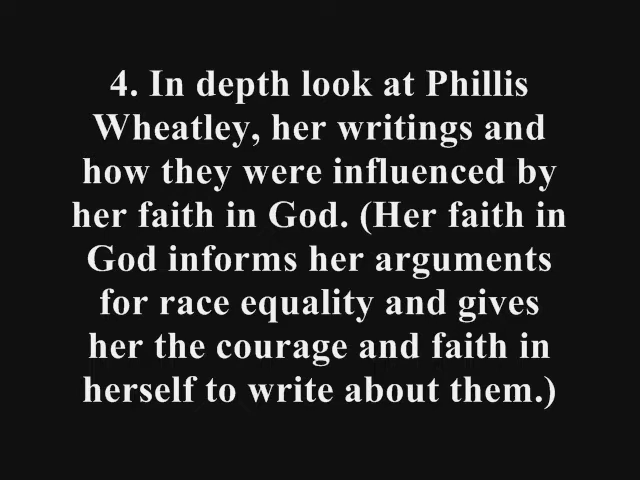 4. In depth look at Phillis
Wheatley, her writings and
how they were influenced by
her faith in God. (Her faith in
God informs her arguments
for race equality and gives
her the courage and faith in
herself to write about them.)